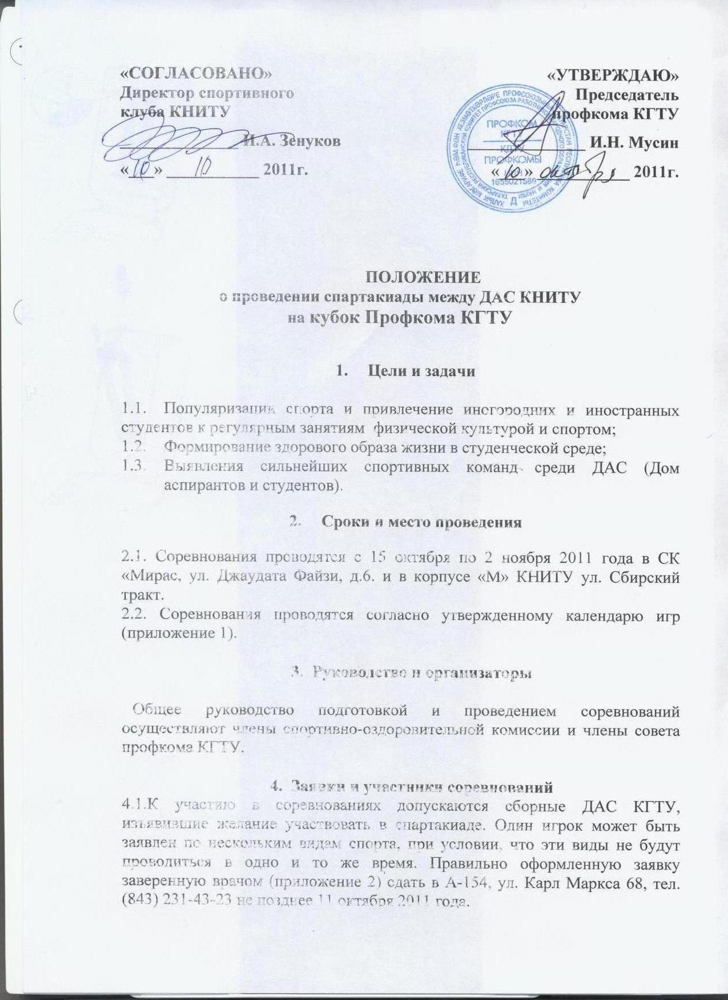 «СОГЛАСОВАНО»
Директор спортивного
клуба КНИТУ
И.А. Зенуков
«10» 10 2011г.
«УТВЕРЖДАЮ»
Председатель
профкома КГТУ
И.Н. Мусин
«10» октября 2011г.
ПРОФКОМ
КГТУ
КДТУ
ПРОФКОМЫ
1655021589
ПОЛОЖЕНИЕ
о проведении спартакиады между ДАС КНИТУ
на кубок Профкома КГТУ
1. Цели и задачи
1.1. Популяризация спорта и привлечение иногородних и иностранных
студентов к регулярным занятиям физической культурой и спортом;
1.2. Формирование здорового образа жизни в студенческой среде;
1.3. Выявления сильнейших спортивных команд среди ДАС (Дом
аспирантов и студентов).
2. Сроки и место проведения
2.1. Соревнования проводятся с 15 октября по 2 ноября 2011 года в СК
«Мирас, ул. Джаудата Файзи, д.6. и в корпусе «М» КНИТУ ул. Сбирский
тракт.
2.2. Соревнования проводятся согласно утвержденному календарю игр
(приложение 1).
3. Руководство и организаторы
Общее руководство подготовкой и проведением соревнований
осуществляют члены спортивно-оздоровительной комиссии и члены совета
профкома КГТУ.
4. Заявки и участники соревнований
4.1.К участию в соревнованиях допускаются сборные ДАС КГТУ,
изъявившие желание участвовать в спартакиаде. Один игрок может быть
заявлен по нескольким видам спорта, при условии, что эти виды не будут
проводиться в одно и то же время. Правильно оформленную заявку
заверенную врачом (приложение 2) сдать в А-154, ул. Карл Маркса 68, тел.
(843) 231-43-23 не позднее 11 октября 2011 года.